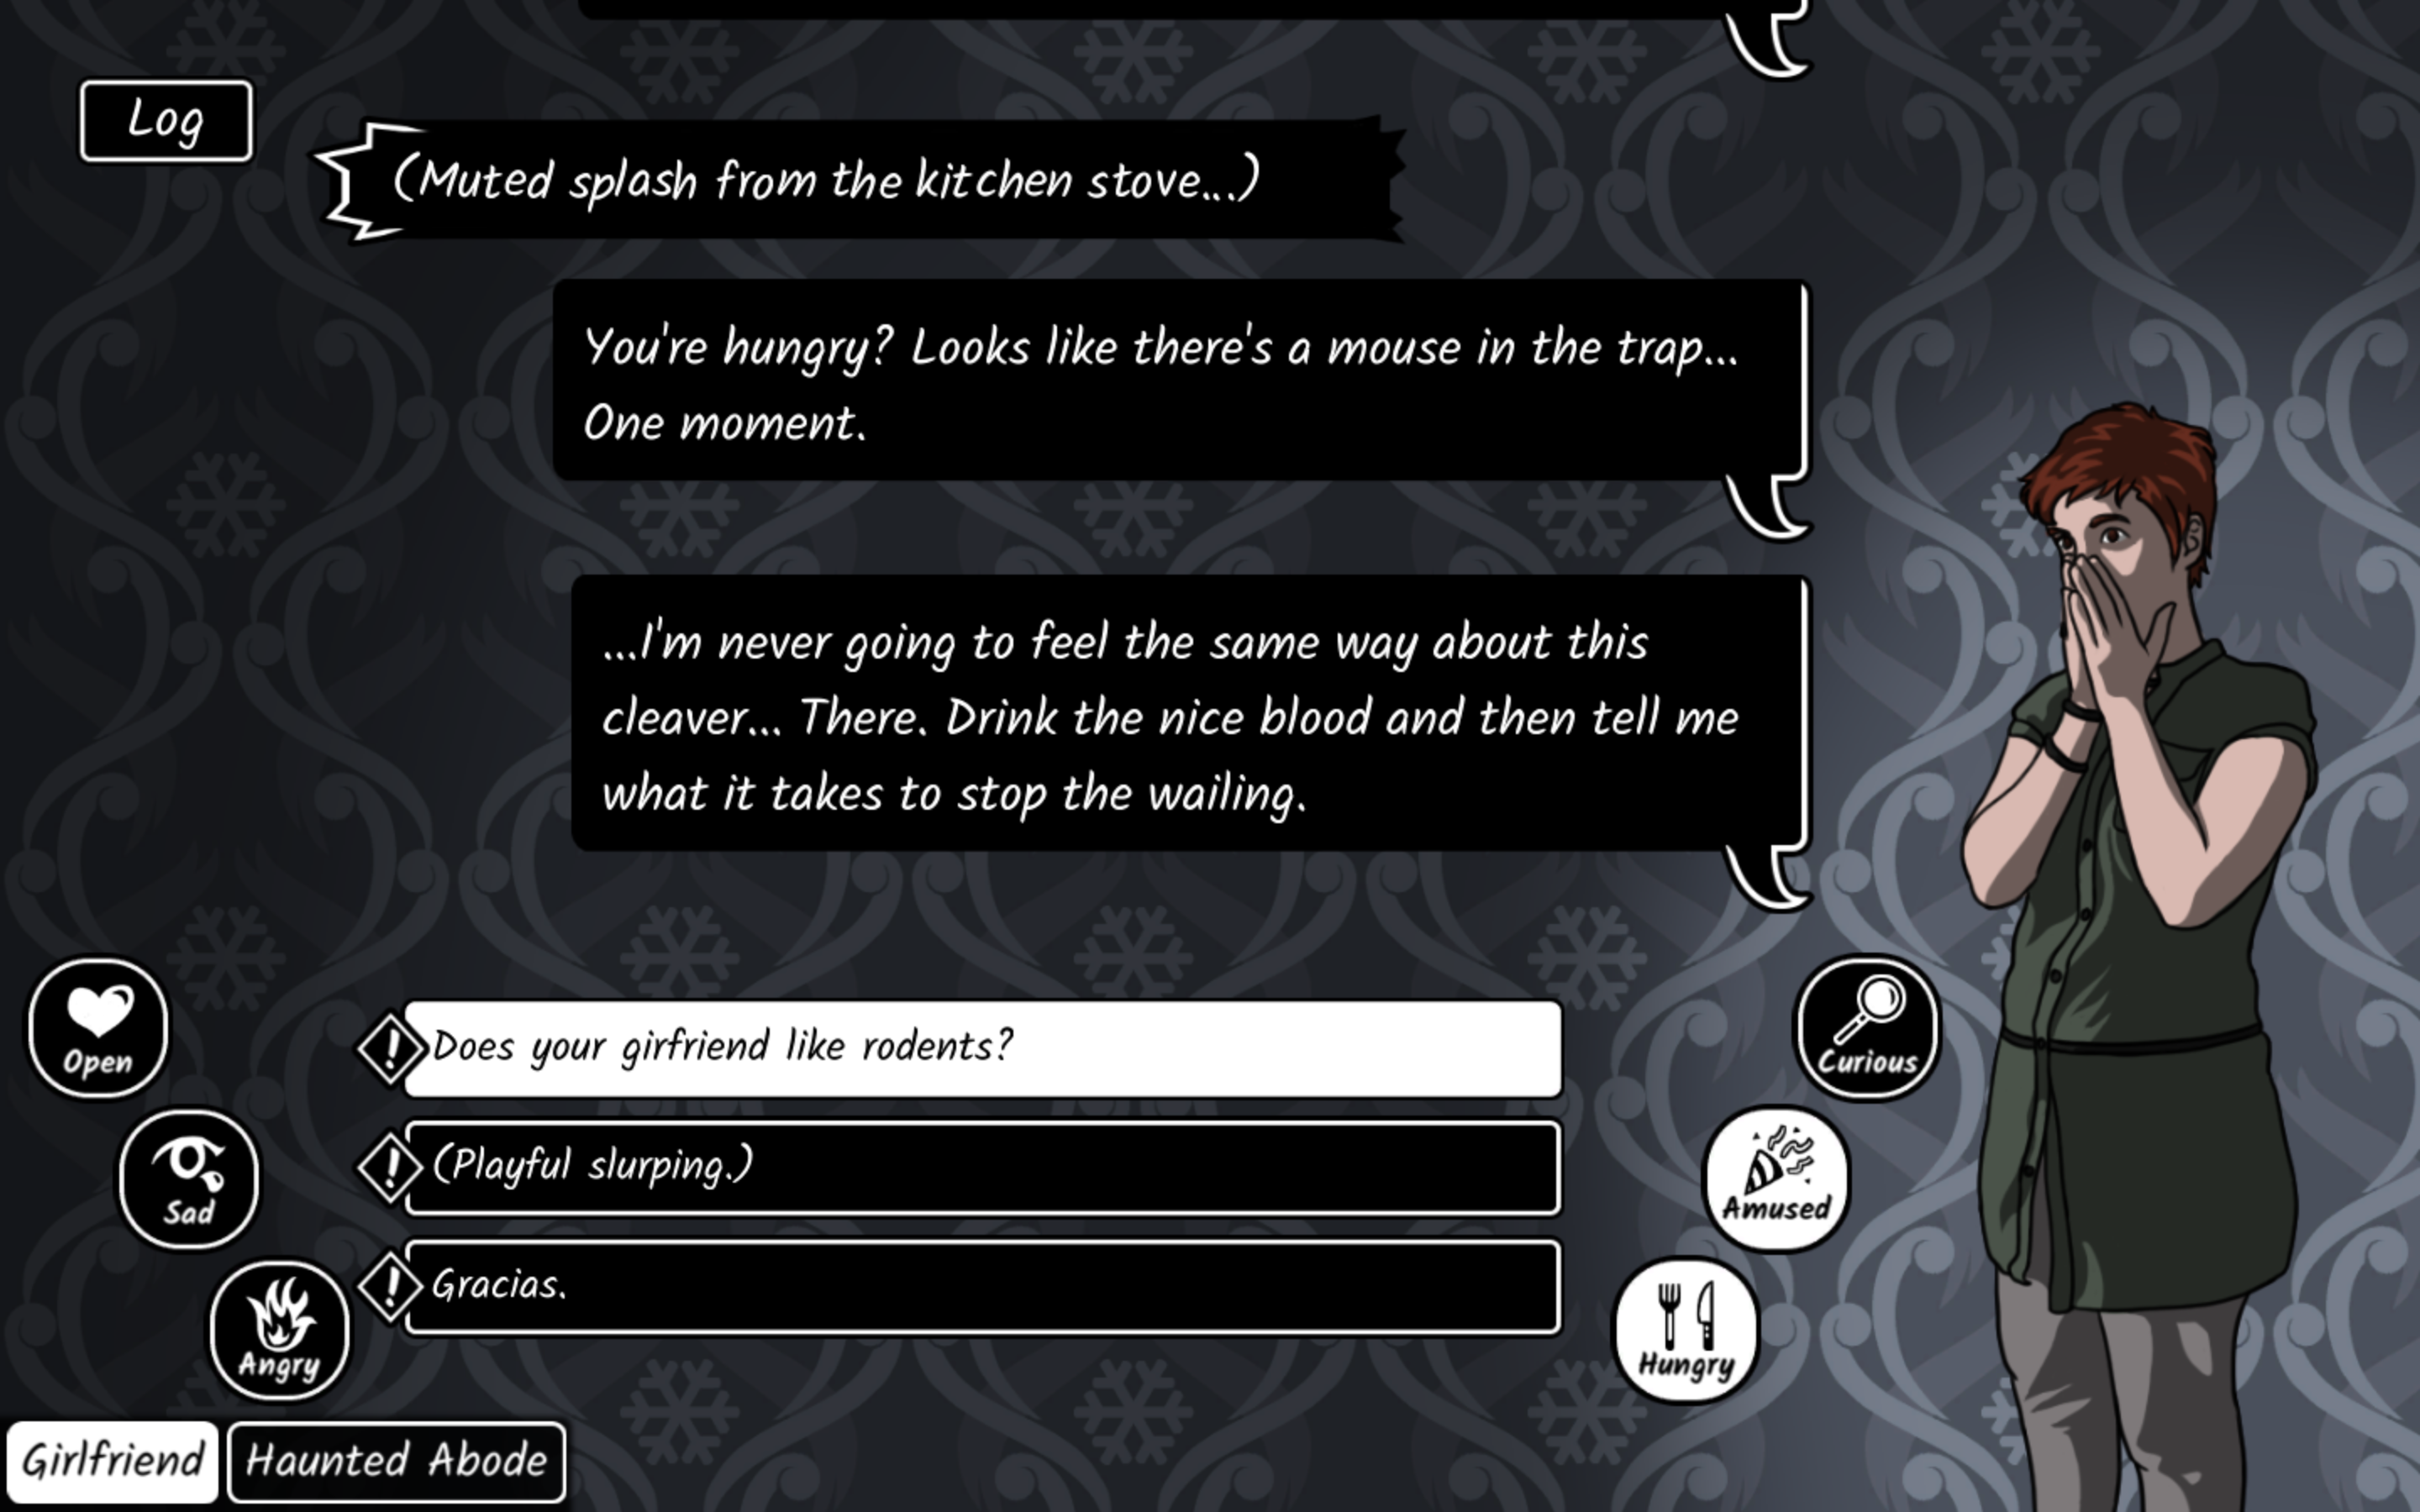 Log
(Muted splash from the kitchen stove...)
You're hungry? Looks like there's a mouse in the trap...
One moment.
...I'm never going to feel the same way about this
cleaver... There. Drink the nice blood and then tell me
what it takes to stop the wailing.
Open
Sad
Angry
Does your girfriend like rodents?
(Playful slurping.)
Gracias.
Curious
Amused
Hungry
Girlfriend
Haunted Abode